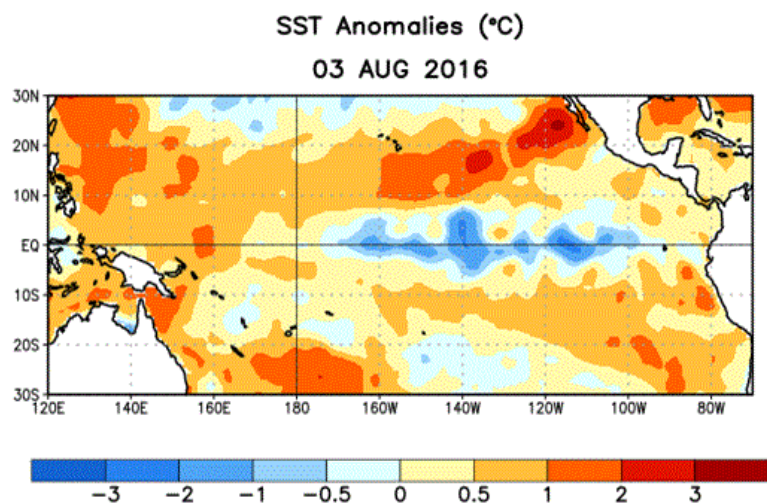 SST Anomalies (°C)
03 AUG 2016
30N
20N
10N
EQ
10S
20S
30S
120E 140E 160E 180 160W 140W 120W 100W 80W
-3 -2 -1 -0.5 0 0.5 1 2 3